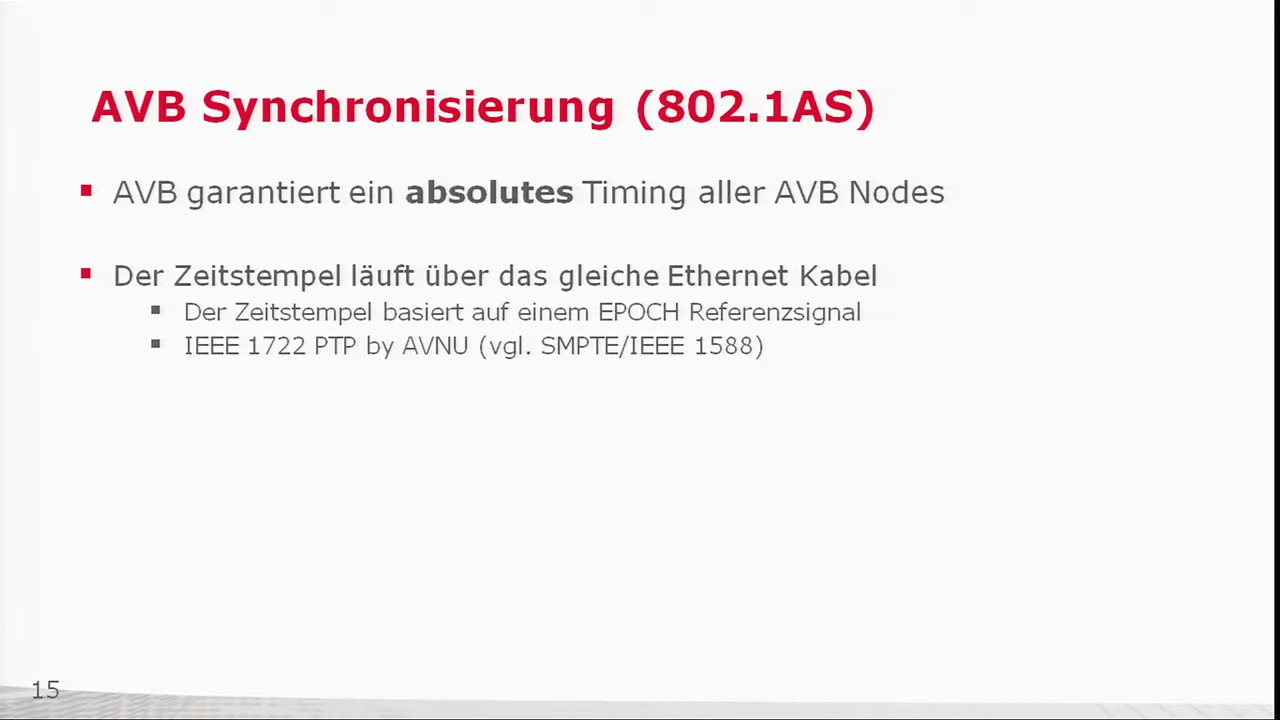 AVB Synchronisierung (802.1AS)
AVB garantiert ein absolutes Timing aller AVB Nodes
Der Zeitstempel läuft über das gleiche Ethernet Kabel
Der Zeitstempel basiert auf einem EPOCH Referenzsignal
IEEE 1722 PTP by AVNU (vgl. SMPTE/IEEE 1588)
15